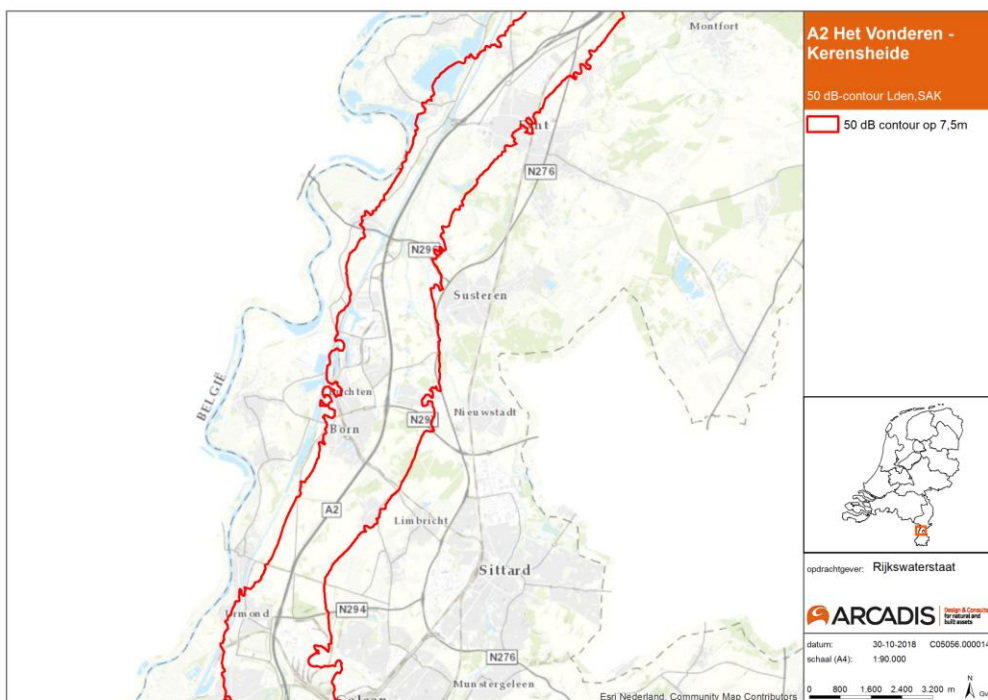 A2 Het Vonderen -
Kerensheide
50 dB-contour Lden,SAK
50 dB contour op 7,5m
Montfort
N276
N296
Susteren
BELGIË
Nieuwstadt
Born
A2
Limbricht
Sittard
N294
N276
Munstergeleen
Esri Nederland, Community Map Contributors
opdrachtgever: Rijkswaterstaat
ARCADIS
Design & Consultancy
for natural and
built assets
datum: 30-10-2018 C05056.000014
schaal (A4): 1:90.000
0 800 1.600 2.400 3.200 m
N